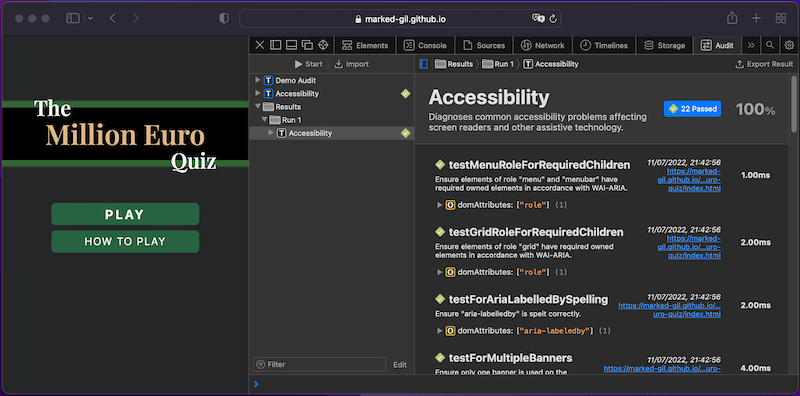 marked-gil.github.io
Elements
Console
Sources
Network
Timelines
Storage
Audit
Start
Import
Results
Run 1
Accessibility
Export Result
The
Million Euro
Quiz
PLAY
HOW TO PLAY
Demo Audit
Accessibility
Results
Run 1
Accessibility
Filter
Edit
Accessibility
Diagnoses common accessibility problems affecting
screen readers and other assistive technology.
22 Passed
100%
testMenuRoleForRequiredChildren
Ensure elements of role "menu" and "menubar" have
required owned elements in accordance with WAI-ARIA.
domAttributes: ["role"] (1)
11/07/2022, 21:42:56
https://marked-
gil.github.io/...uro-
quiz/index.html
1.00ms
testGridRoleForRequiredChildren
Ensure elements of role "grid" have required owned
elements in accordance with WAI-ARIA.
domAttributes: ["role"] (1)
11/07/2022, 21:42:56
https://marked-
gil.github.io/...uro-
quiz/index.html
2.00ms
testForAriaLabelledBySpelling
Ensure "aria-labelledby" is spelt correctly.
domAttributes: ["aria-labeledby"] (1)
11/07/2022, 21:42:56
https://marked-gil.github.io/...
uro-quiz/index.html
2.00ms
testForMultipleBanners
Ensure only one banner is used on the
11/07/2022, 21:42:56
https://marked-gil.github.io/...
4.00ms